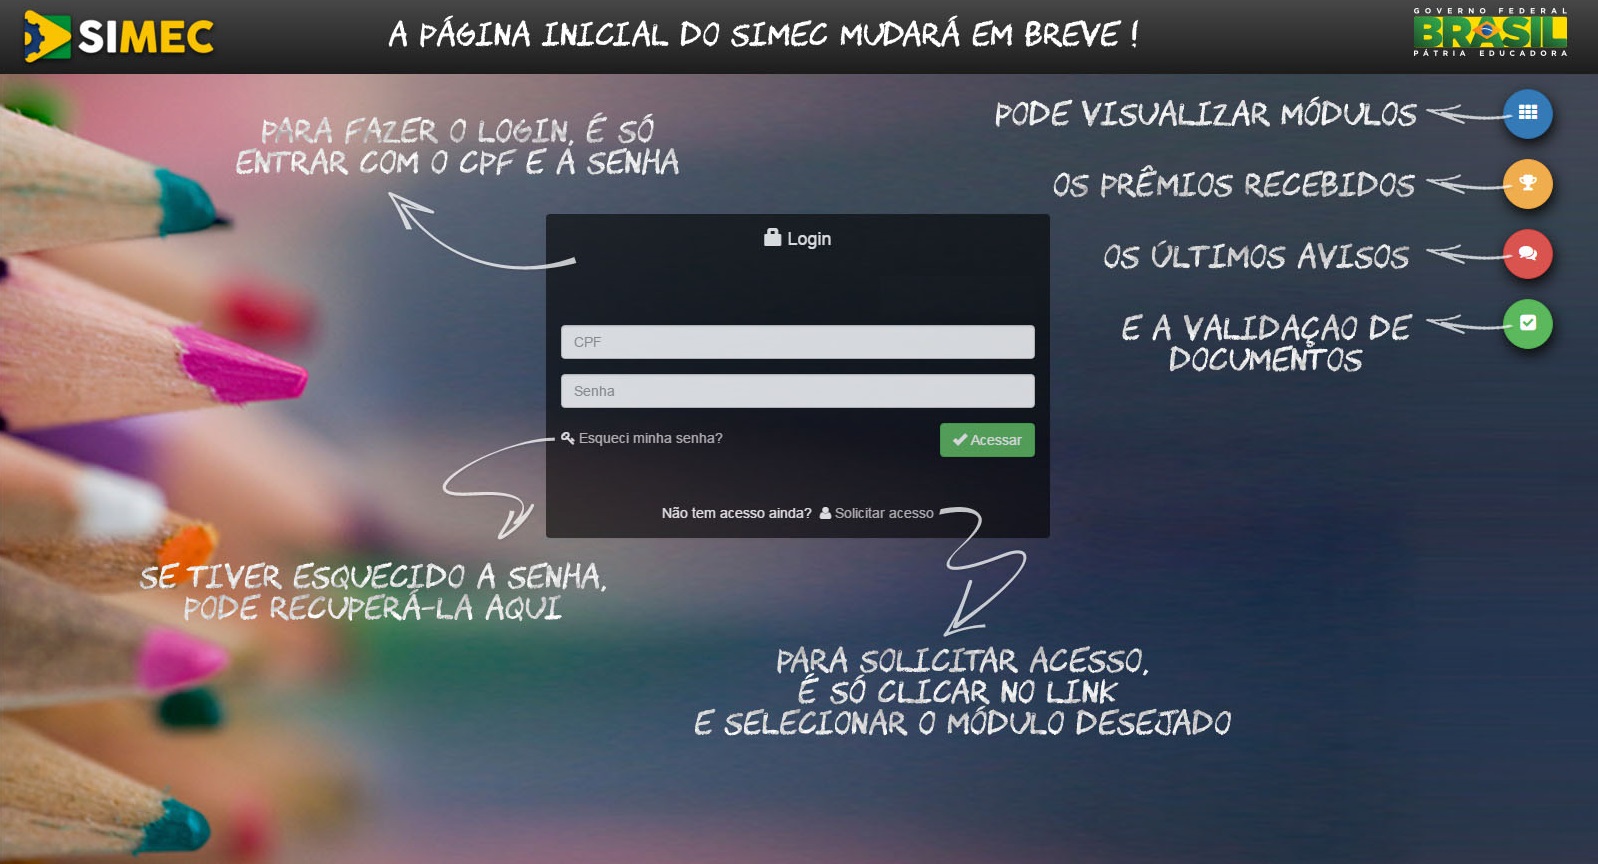 SIMEC
A PÁGINA INICIAL DO SIMEC MUDARÁ EM BREVE !
GOVERNO FEDERAL
BRASIL
PÁTRIA EDUCADORA
PARA FAZER O LOGIN, É SÓ
ENTRAR COM O CPF E A SENHA
PODE VISUALIZAR MÓDULOS
OS PRÊMIOS RECEBIDOS
OS ÚLTIMOS AVISOS
E A VALIDAÇAO DE
DOCUMENTOS
Login
CPF
Senha
Esqueci minha senha?
Acessar
Não tem acesso ainda? Solicitar acesso
SE TIVER ESQUECIDO A SENHA,
PODE RECUPERÁ-LA AQUI
PARA SOLICITAR ACESSO,
É SÓ CLICAR NO LINK
E SELECIONAR O MÓDULO DESEJADO